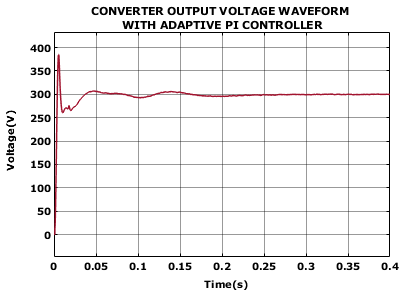 CONVERTER OUTPUT VOLTAGE WAVEFORM
WITH ADAPTIVE PI CONTROLLER
400
350
300
250
200
150
100
50
0
Voltage(V)
0 0.05 0.1 0.15 0.2 0.25 0.3 0.35 0.4
Time(s)